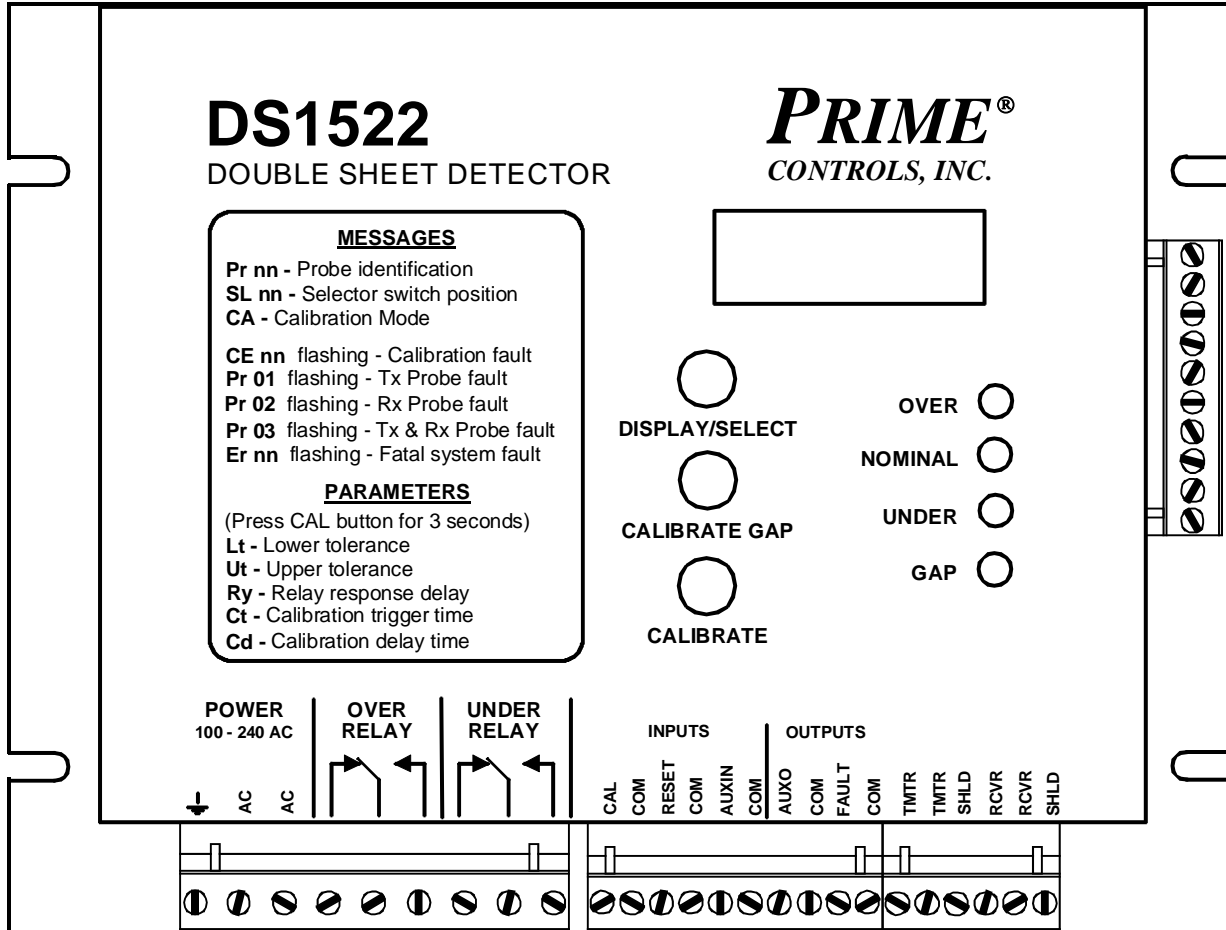 DS1522
DOUBLE SHEET DETECTOR
PRIME®
CONTROLS, INC.
MESSAGES
Pr nn - Probe identification
SL nn - Selector switch position
CA - Calibration Mode
CE nn flashing - Calibration fault
Pr 01 flashing - Tx Probe fault
Pr 02 flashing - Rx Probe fault
Pr 03 flashing - Tx & Rx Probe fault
Er nn flashing - Fatal system fault
PARAMETERS
(Press CAL button for 3 seconds)
Lt - Lower tolerance
Ut - Upper tolerance
Ry - Relay response delay
Ct - Calibration trigger time
Cd - Calibration delay time
DISPLAY/SELECT
CALIBRATE GAP
CALIBRATE
OVER
NOMINAL
UNDER
GAP
POWER
100 - 240 AC
OVER
RELAY
UNDER
RELAY
INPUTS
OUTPUTS
AC
AC
CAL
COM
RESET
COM
AUXIN
COM
AUXO
COM
FAULT
COM
TMTR
TMTR
SHLD
RCVR
RCVR
SHLD